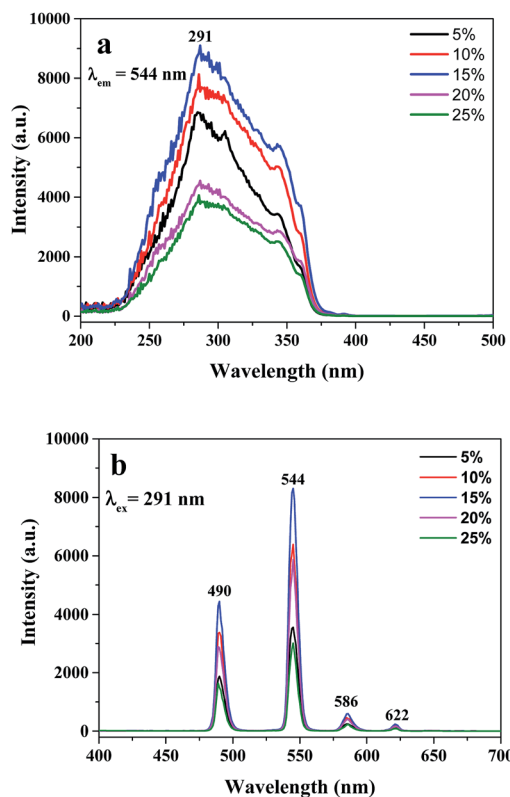 a
291
λem = 544 nm
5%
10%
15%
20%
25%
10000
8000
6000
4000
2000
0
Intensity (a.u.)
200 250 300 350 400 450 500
Wavelength (nm)
b
λex = 291 nm
544
490
586
622
5%
10%
15%
20%
25%
10000
8000
6000
4000
2000
0
Intensity (a.u.)
400 450 500 550 600 650 700
Wavelength (nm)